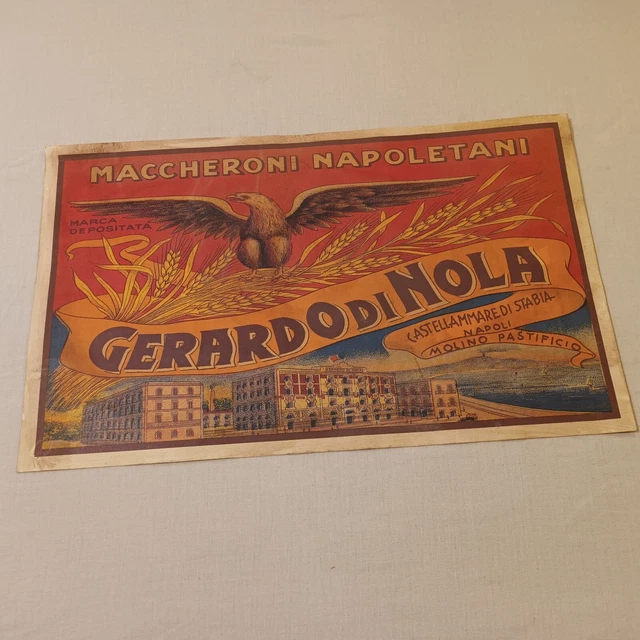 MACCHERONI NAPOLETANI
MARCA
DEPOSITATA
GERARDO DI NOLA
CASTELLAMMARE DI STABIA
NAPOLI
MOLINO PASTIFICIO